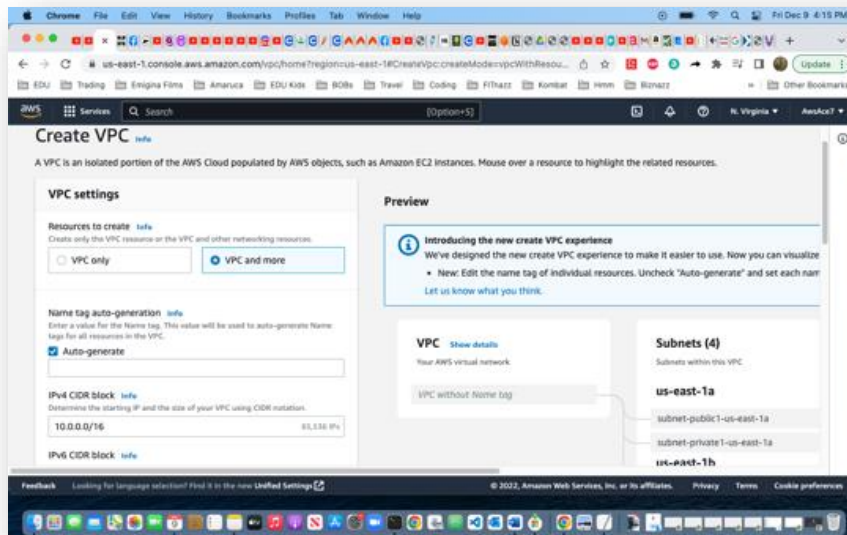 Chrome File Edit View History Bookmarks Profiles Tab Window Help
Fri Dec 9 4:15 PM
us-east-1.console.aws.amazon.com/vpc/home?region=us-east-1#CreateVpc:createMode=vpcWithResou...
Update
EDU Trading Emigina Films Amaruca EDU Kids BOBs Travel Coding FiTnazz Kombat Hmm Biznazz
Other Bookmarks
aws Services Search [Option+S] N. Virginia
Create VPC Info
A VPC is an isolated portion of the AWS Cloud populated by AWS objects, such as Amazon EC2 instances. Mouse over a resource to highlight the related resources.
VPC settings
Resources to create Info
Create only the VPC resource or the VPC and other networking resources.
VPC only
VPC and more
Name tag auto-generation Info
Enter a value for the Name tag. This value will be used to auto-generate Name
tags for all resources in the VPC.
Auto-generate
IPv4 CIDR block Info
Determine the starting IP and the size of your VPC using CIDR notation.
10.0.0.0/16 65,536 IPs
IPv6 CIDR block Info
Preview
Introducing the new create VPC experience
We've designed the new create VPC experience to make it easier to use. Now you can visualize
• New: Edit the name tag of individual resources. Uncheck "Auto-generate" and set each nam
Let us know what you think.
VPC Show details
Your AWS virtual network
VPC without Name tag
Subnets (4)
Subnets within this VPC
us-east-1a
subnet-public1-us-east-1a
subnet-private1-us-east-1a
us-east-1b
Feedback Looking for language selection? Find it in the new Unified Settings
© 2022, Amazon Web Services, Inc. or its affiliates. Privacy Terms Cookie preferences